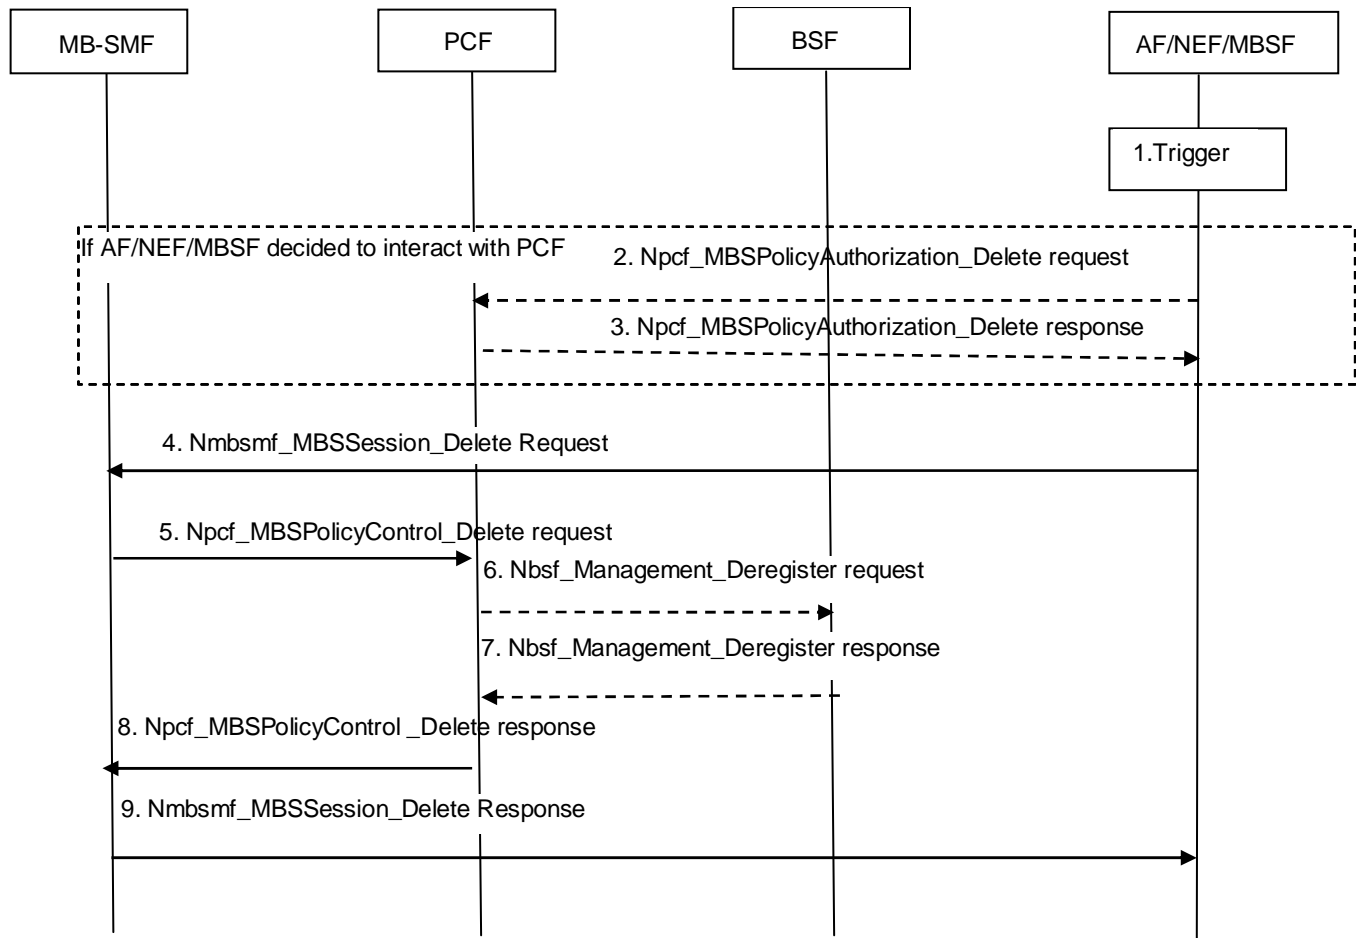 MB-SMF
PCF
BSF
AF/NEF/MBSF
1.Trigger
If AF/NEF/MBSF decided to interact with PCF
2. Npcf_MBSPolicyAuthorization_Delete request
3. Npcf_MBSPolicyAuthorization_Delete response
4. Nmbsmf_MBSSession_Delete Request
5. Npcf_MBSPolicyControl_Delete request
6. Nbsf_Management_Deregister request
7. Nbsf_Management_Deregister response
8. Npcf_MBSPolicyControl _Delete response
9. Nmbsmf_MBSSession_Delete Response